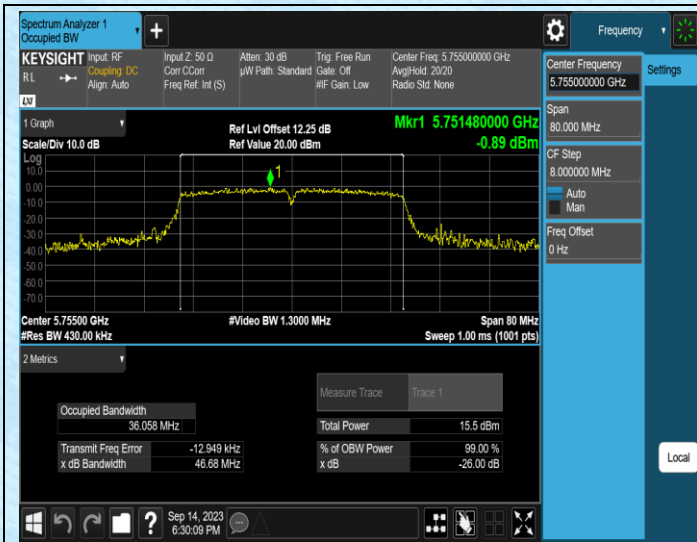 Spectrum Analyzer 1
Occupied BW
Frequency
KEYSIGHT
R L
LXI
Input: RF
Coupling: DC
Align: Auto
Input Z: 50 Ω
Corr CCorr
Freq Ref: Int (S)
Atten: 30 dB
µW Path: Standard
Trig: Free Run
Gate: Off
#IF Gain: Low
Center Freq: 5.755000000 GHz
Avg|Hold: 20/20
Radio Std: None
Center Frequency
5.755000000 GHz
Settings
Span
80.000 MHz
CF Step
8.000000 MHz
Auto
Man
Freq Offset
0 Hz
Local
1 Graph
Scale/Div 10.0 dB
Ref Lvl Offset 12.25 dB
Ref Value 20.00 dBm
Mkr1 5.751480000 GHz
-0.89 dBm
Log
10.0
0.00
-10.0
-20.0
-30.0
-40.0
-50.0
-60.0
-70.0
1
Center 5.75500 GHz
#Res BW 430.00 kHz
#Video BW 1.3000 MHz
Span 80 MHz
Sweep 1.00 ms (1001 pts)
2 Metrics
Measure Trace
Trace 1
Occupied Bandwidth
36.058 MHz
Total Power
15.5 dBm
Transmit Freq Error
-12.949 kHz
% of OBW Power
99.00 %
x dB Bandwidth
46.68 MHz
x dB
-26.00 dB
?
Sep 14, 2023
6:30:09 PM